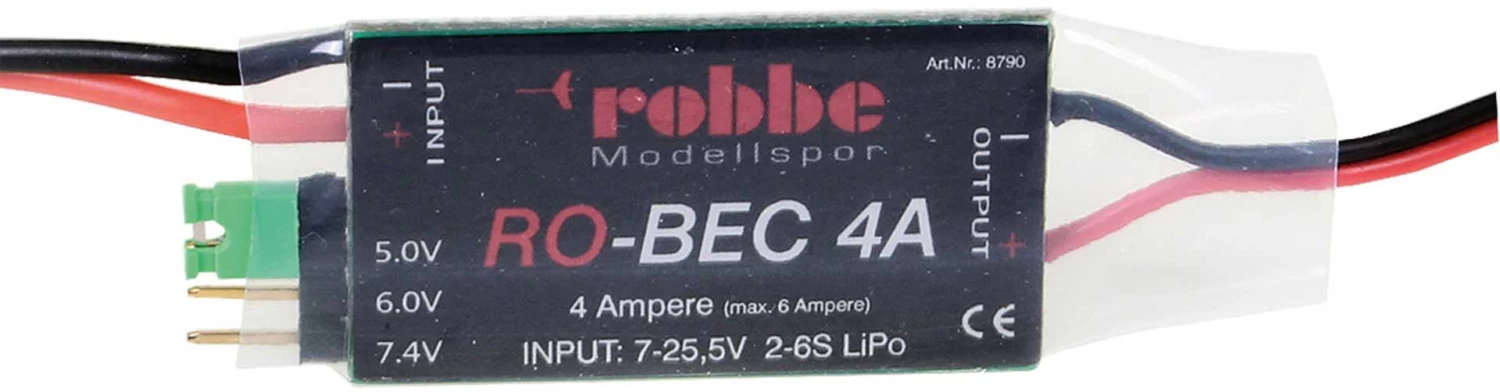 Art.Nr.: 8790
robbe
Modellspor
− + INPUT
− + OUTPUT
RO-BEC 4A
5.0V
6.0V
7.4V
4 Ampere (max. 6 Ampere)
INPUT: 7-25,5V 2-6S LiPo
CE